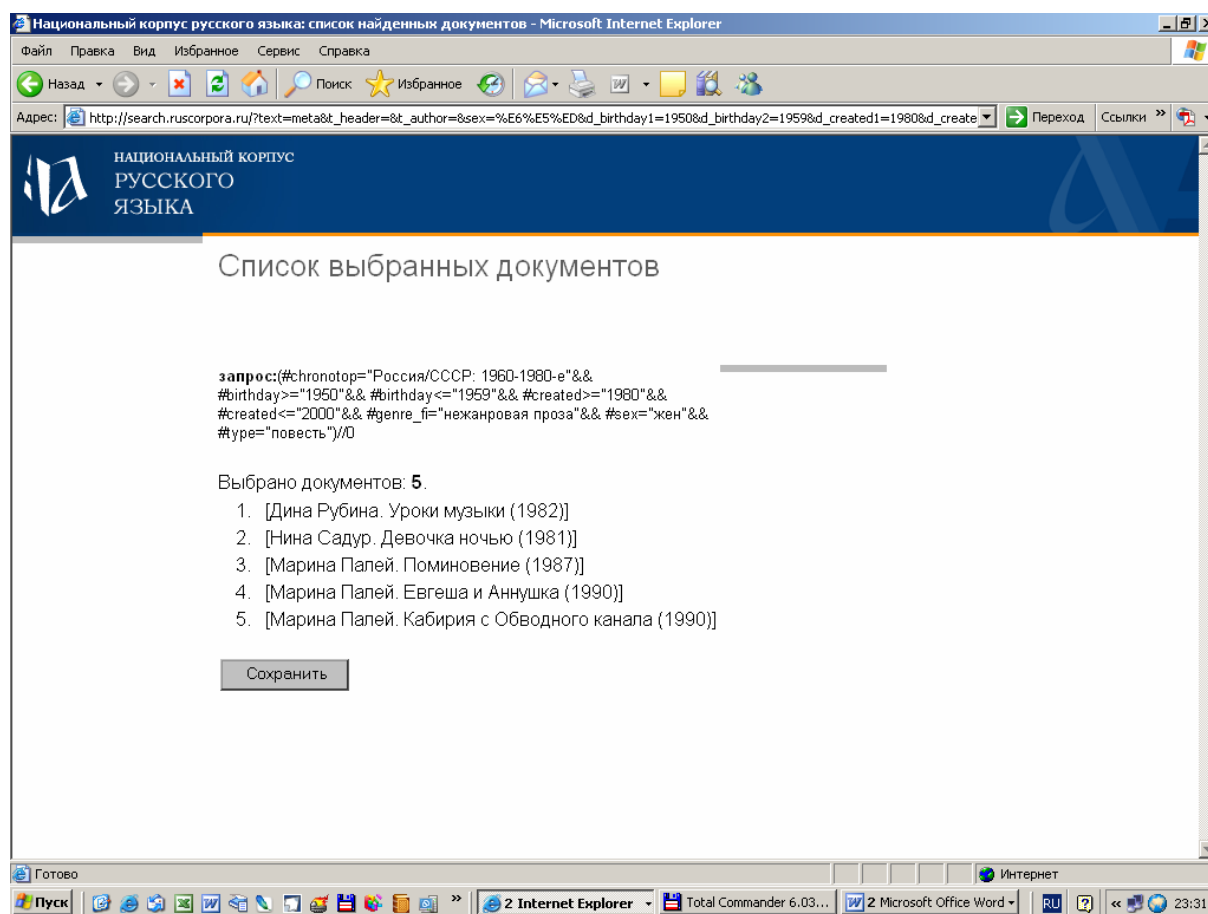 Национальный корпус русского языка: список найденных документов - Microsoft Internet Explorer
Файл Правка Вид Избранное Сервис Справка
Назад Поиск Избранное
Адрес: http://search.ruscorpora.ru/?text=meta&t_header=&t_author=&sex=%E6%E5%ED&d_birthday1=1950&d_birthday2=1959&d_created1=1980&d_create Переход Ссылки »
НАЦИОНАЛЬНЫЙ КОРПУС
РУССКОГО
ЯЗЫКА
Список выбранных документов
запрос:(#chronotop="Россия/СССР: 1960-1980-е"&&
#birthday>="1950"&& #birthday<="1959"&& #created>="1980"&&
#created<="2000"&& #genre_fi="нежанровая проза"&& #sex="жен"&&
#type="повесть")//0
Выбрано документов: 5.
1. [Дина Рубина. Уроки музыки (1982)]
2. [Нина Садур. Девочка ночью (1981)]
3. [Марина Палей. Поминовение (1987)]
4. [Марина Палей. Евгеша и Аннушка (1990)]
5. [Марина Палей. Кабирия с Обводного канала (1990)]
Сохранить
Готово Интернет
Пуск » 2 Internet Explorer Total Commander 6.03... 2 Microsoft Office Word RU « 23:31